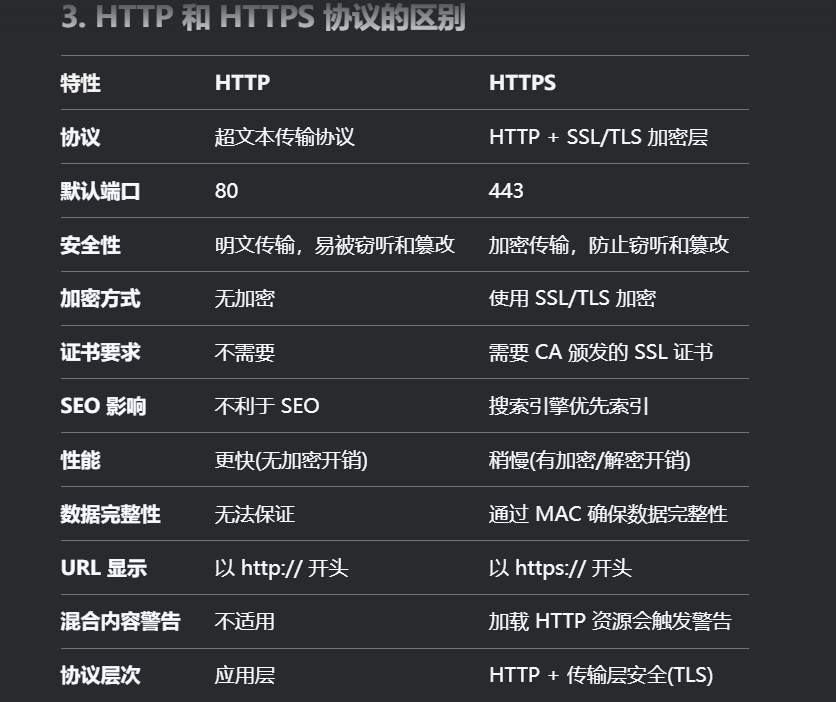 3. HTTP 和 HTTPS 协议的区别
特性 HTTP HTTPS
协议 超文本传输协议 HTTP + SSL/TLS 加密层
默认端口 80 443
安全性 明文传输，易被窃听和篡改 加密传输，防止窃听和篡改
加密方式 无加密 使用 SSL/TLS 加密
证书要求 不需要 需要 CA 颁发的 SSL 证书
SEO 影响 不利于 SEO 搜索引擎优先索引
性能 更快(无加密开销) 稍慢(有加密/解密开销)
数据完整性 无法保证 通过 MAC 确保数据完整性
URL 显示 以 http:// 开头 以 https:// 开头
混合内容警告 不适用 加载 HTTP 资源会触发警告
协议层次 应用层 HTTP + 传输层安全(TLS)